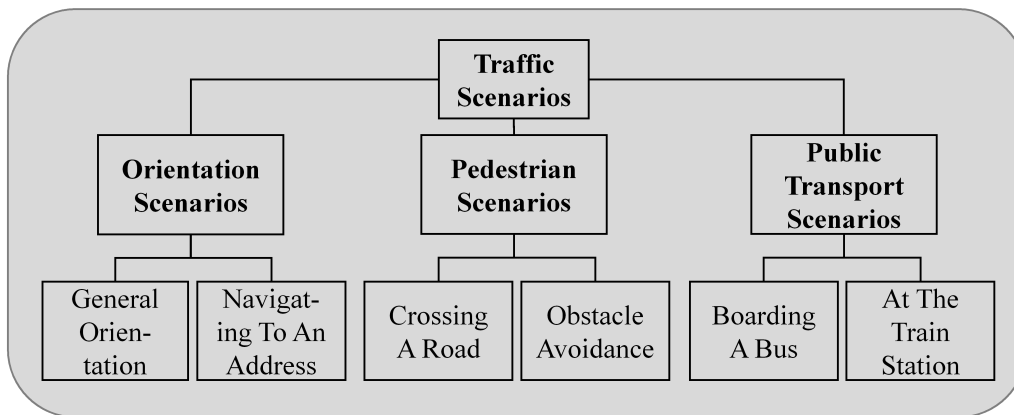 Traffic
Scenarios
Orientation
Scenarios
Pedestrian
Scenarios
Public
Transport
Scenarios
General
Orien-
tation
Navigat-
ing To An
Address
Crossing
A Road
Obstacle
Avoidance
Boarding
A Bus
At The
Train
Station